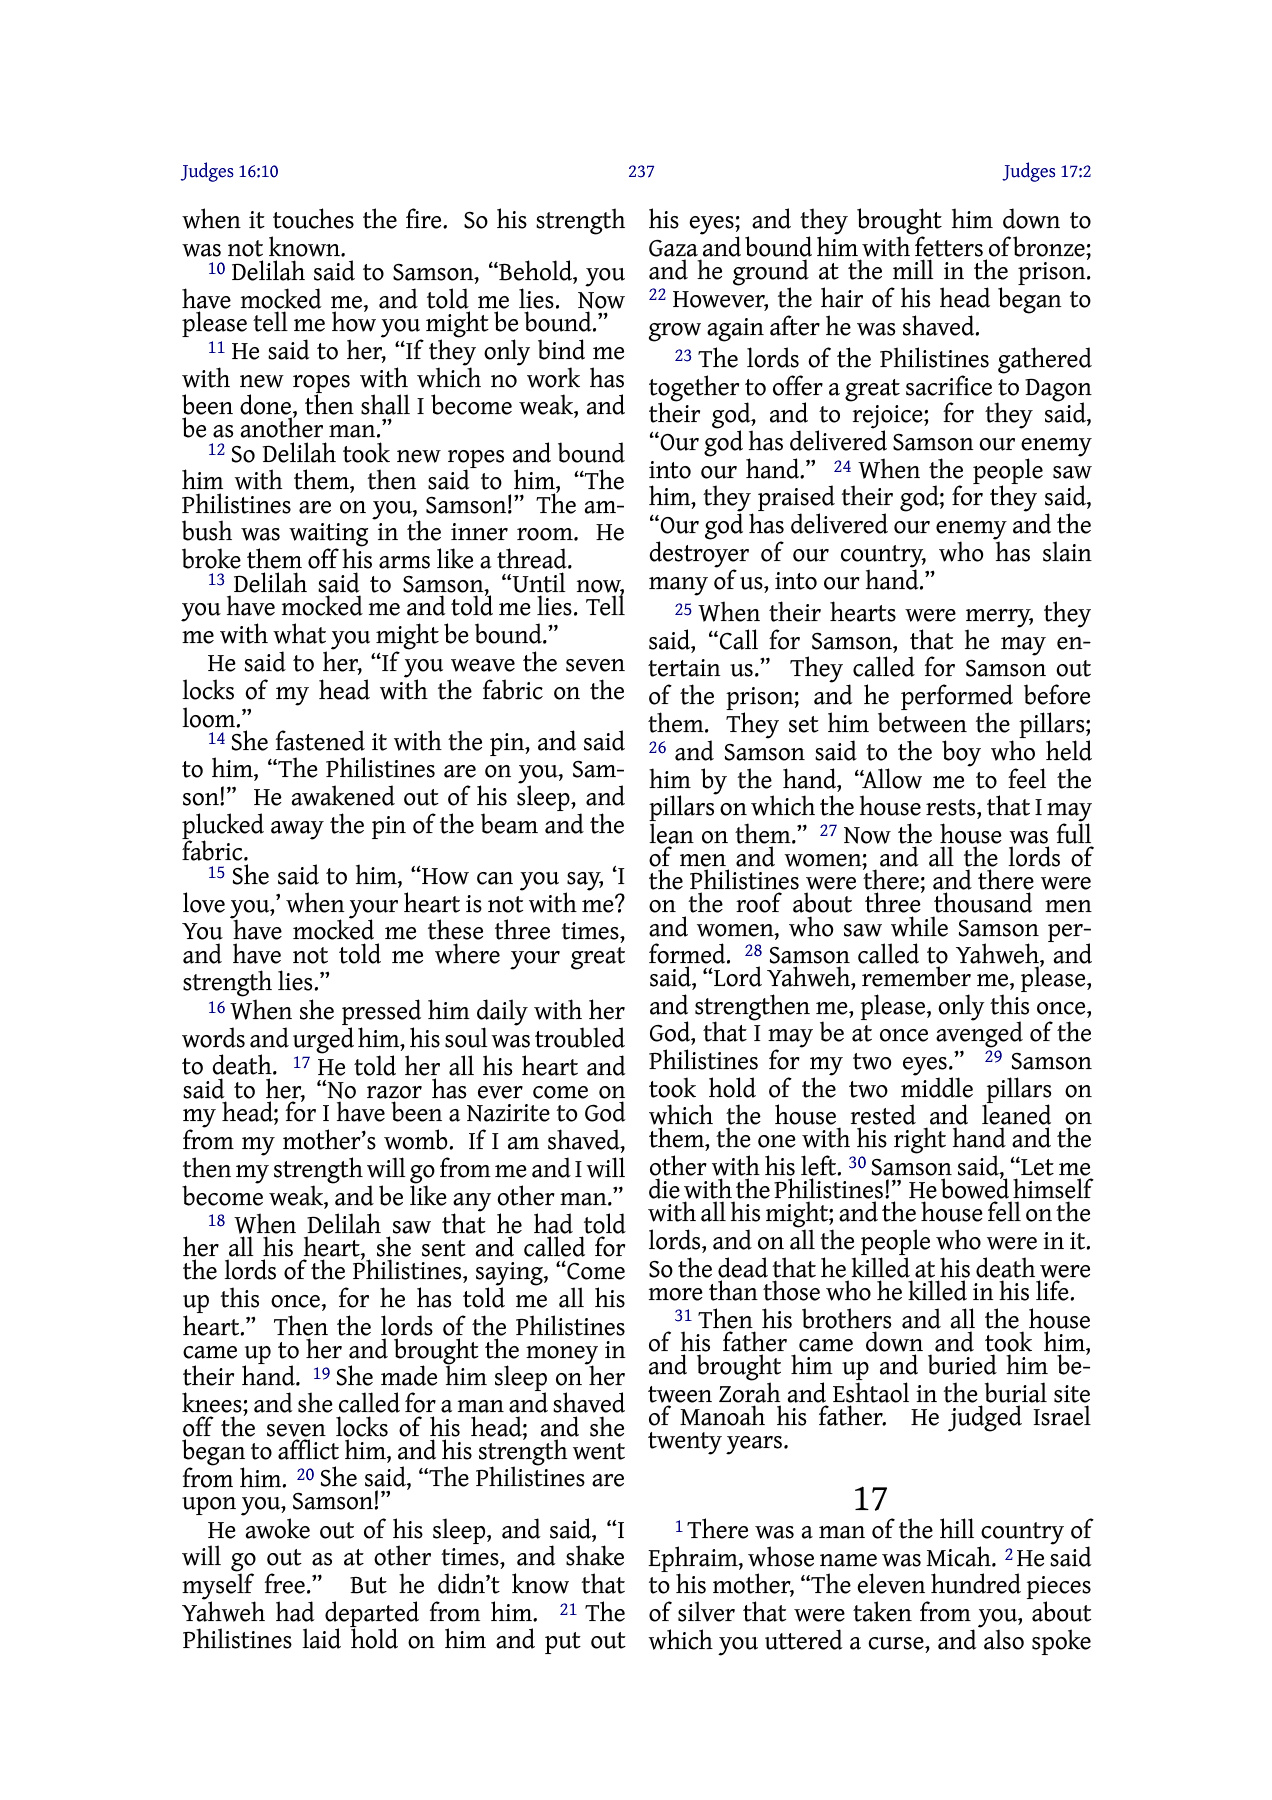 Judges 16:10 237 Judges 17:2
when it touches the fire. So his strength
was not known.
10 Delilah said to Samson, “Behold, you
have mocked me, and told me lies. Now
please tell me how you might be bound.”
11 He said to her, “If they only bind me
with new ropes with which no work has
been done, then shall I become weak, and
be as another man.”
12 So Delilah took new ropes and bound
him with them, then said to him, “The
Philistines are on you, Samson!” The am-
bush was waiting in the inner room. He
broke them off his arms like a thread.
13 Delilah said to Samson, “Until now,
you have mocked me and told me lies. Tell
me with what you might be bound.”
He said to her, “If you weave the seven
locks of my head with the fabric on the
loom.”
14 She fastened it with the pin, and said
to him, “The Philistines are on you, Sam-
son!” He awakened out of his sleep, and
plucked away the pin of the beam and the
fabric.
15 She said to him, “How can you say, ‘I
love you,’ when your heart is not with me?
You have mocked me these three times,
and have not told me where your great
strength lies.”
16 When she pressed him daily with her
words and urged him, his soul was troubled
to death. 17 He told her all his heart and
said to her, “No razor has ever come on
my head; for I have been a Nazirite to God
from my mother’s womb. If I am shaved,
then my strength will go from me and I will
become weak, and be like any other man.”
18 When Delilah saw that he had told
her all his heart, she sent and called for
the lords of the Philistines, saying, “Come
up this once, for he has told me all his
heart.” Then the lords of the Philistines
came up to her and brought the money in
their hand. 19 She made him sleep on her
knees; and she called for a man and shaved
off the seven locks of his head; and she
began to afflict him, and his strength went
from him. 20 She said, “The Philistines are
upon you, Samson!”
He awoke out of his sleep, and said, “I
will go out as at other times, and shake
myself free.” But he didn’t know that
Yahweh had departed from him. 21 The
Philistines laid hold on him and put out
his eyes; and they brought him down to
Gaza and bound him with fetters of bronze;
and he ground at the mill in the prison.
22 However, the hair of his head began to
grow again after he was shaved.
23 The lords of the Philistines gathered
together to offer a great sacrifice to Dagon
their god, and to rejoice; for they said,
“Our god has delivered Samson our enemy
into our hand.” 24 When the people saw
him, they praised their god; for they said,
“Our god has delivered our enemy and the
destroyer of our country, who has slain
many of us, into our hand.”
25 When their hearts were merry, they
said, “Call for Samson, that he may en-
tertain us.” They called for Samson out
of the prison; and he performed before
them. They set him between the pillars;
26 and Samson said to the boy who held
him by the hand, “Allow me to feel the
pillars on which the house rests, that I may
lean on them.” 27 Now the house was full
of men and women; and all the lords of
the Philistines were there; and there were
on the roof about three thousand men
and women, who saw while Samson per-
formed. 28 Samson called to Yahweh, and
said, “Lord Yahweh, remember me, please,
and strengthen me, please, only this once,
God, that I may be at once avenged of the
Philistines for my two eyes.” 29 Samson
took hold of the two middle pillars on
which the house rested and leaned on
them, the one with his right hand and the
other with his left. 30 Samson said, “Let me
die with the Philistines!” He bowed himself
with all his might; and the house fell on the
lords, and on all the people who were in it.
So the dead that he killed at his death were
more than those who he killed in his life.
31 Then his brothers and all the house
of his father came down and took him,
and brought him up and buried him be-
tween Zorah and Eshtaol in the burial site
of Manoah his father. He judged Israel
twenty years.
17
1 There was a man of the hill country of
Ephraim, whose name was Micah. 2 He said
to his mother, “The eleven hundred pieces
of silver that were taken from you, about
which you uttered a curse, and also spoke